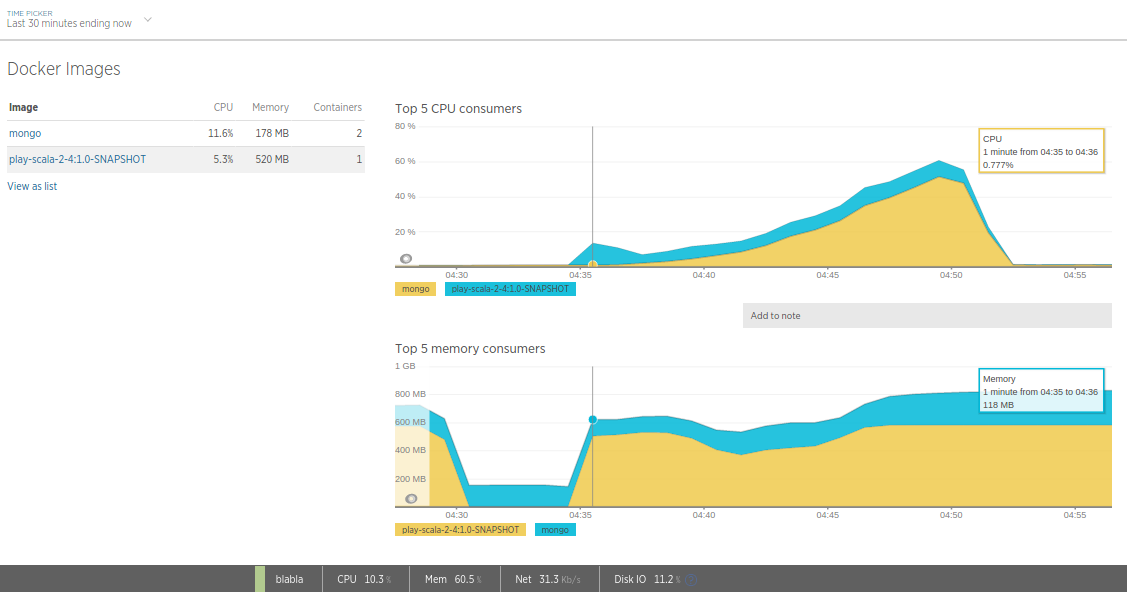 TIME PICKER
Last 30 minutes ending now
Docker Images
Image CPU Memory Containers
mongo 11.6% 178 MB 2
play-scala-2-4:1.0-SNAPSHOT 5.3% 520 MB 1
View as list
Top 5 CPU consumers
80 %
60 %
40 %
20 %
CPU
1 minute from 04:35 to 04:36
0.777%
04:30 04:35 04:40 04:45 04:50 04:55
mongo play-scala-2-4:1.0-SNAPSHOT
Add to note
Top 5 memory consumers
1 GB
800 MB
600 MB
400 MB
200 MB
Memory
1 minute from 04:35 to 04:36
118 MB
04:30 04:35 04:40 04:45 04:50 04:55
play-scala-2-4:1.0-SNAPSHOT mongo
blabla CPU 10.3 % Mem 60.5 % Net 31.3 Kb/s Disk IO 11.2 %